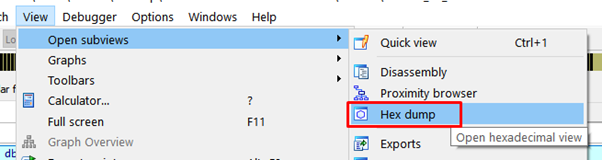 View Debugger Options Windows Help
Open subviews
Quick view Ctrl+1
Graphs
Disassembly
Toolbars
Proximity browser
Calculator... ?
Hex dump
Full screen F11
Open hexadecimal view
Graph Overview
Exports